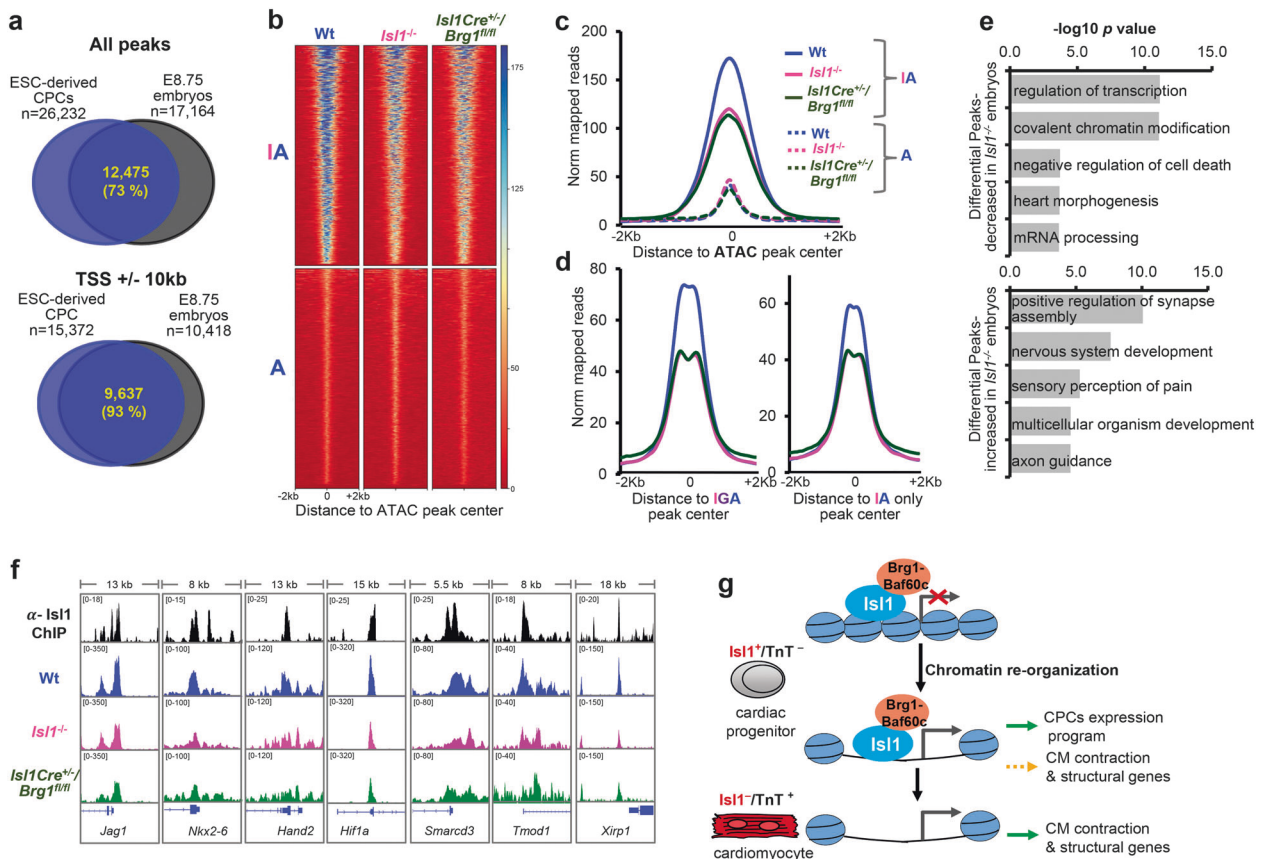 a
All peaks
ESC-derived
CPCs
n=26,232
E8.75
embryos
n=17,164
12,475
(73 %)
TSS +/- 10kb
ESC-derived
CPC
n=15,372
E8.75
embryos
n=10,418
9,637
(93 %)
b
Wt
Isl1-/-
Isl1Cre+/-/
Brg1fl/fl
IA
A
175
125
50
0
-2Kb 0 +2kb
Distance to ATAC peak center
c
Norm mapped reads
200
150
100
50
0
-2Kb 0 +2Kb
Distance to ATAC peak center
Wt
Isl1-/-
Isl1Cre+/-/
Brg1fl/fl
IA
Wt
Isl1-/-
Isl1Cre+/-/
Brg1fl/fl
A
d
Norm mapped reads
80
60
40
20
0
-2Kb 0 +2Kb
Distance to IGA
peak center
60
40
20
0
-2Kb 0 +2Kb
Distance to IA only
peak center
e
-log10 p value
0.0 5.0 10.0 15.0
Differential Peaks-
decreased in Isl1-/- embryos
regulation of transcription
covalent chromatin modification
negative regulation of cell death
heart morphogenesis
mRNA processing
0.0 5.0 10.0 15.0
Differential Peaks-
increased in Isl1-/- embryos
positive regulation of synapse
assembly
nervous system development
sensory perception of pain
multicellular organism development
axon guidance
f
13 kb 8 kb 13 kb 15 kb 5.5 kb 8 kb 18 kb
α- Isl1
ChIP
[0-18] [0-15] [0-25] [0-25] [0-25] [0-18] [0-20]
Wt
[0-350] [0-100] [0-120] [0-320] [0-80] [0-40] [0-150]
Isl1-/-
[0-350] [0-100] [0-120] [0-320] [0-80] [0-40] [0-150]
Isl1Cre+/-/
Brg1fl/fl
[0-350] [0-100] [0-120] [0-320] [0-80] [0-40] [0-150]
Jag1 Nkx2-6 Hand2 Hif1a Smarcd3 Tmod1 Xirp1
g
Brg1-
Baf60c
Isl1
Isl1+/TnT −
cardiac
progenitor
Chromatin re-organization
Brg1-
Baf60c
Isl1
CPCs expression
program
CM contraction
& structural genes
Isl1−/TnT +
cardiomyocyte
CM contraction
& structural genes